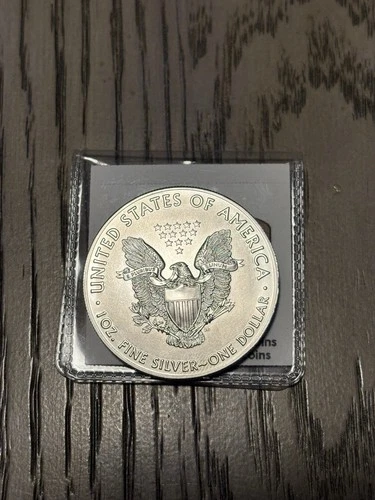 UNITED STATES OF AMERICA
1 OZ. FINE SILVER~ONE DOLLAR